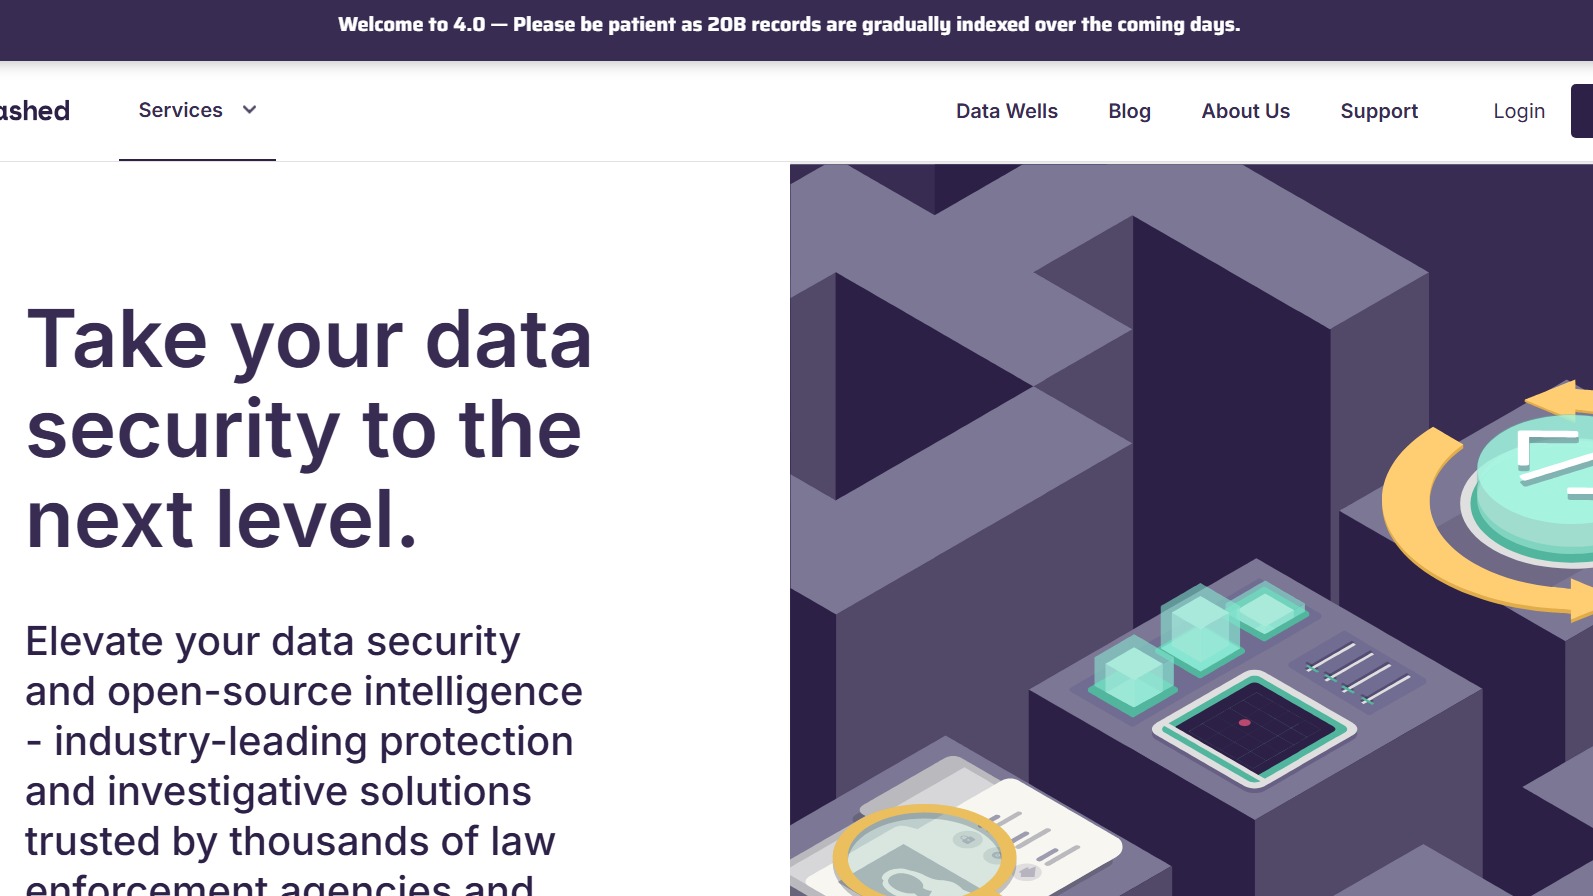 Welcome to 4.0 — Please be patient as 20B records are gradually indexed over the coming days.
ashed
Services
Data Wells
Blog
About Us
Support
Login
Take your data
security to the
next level.
Elevate your data security
and open-source intelligence
- industry-leading protection
and investigative solutions
trusted by thousands of law
enforcement agencies and